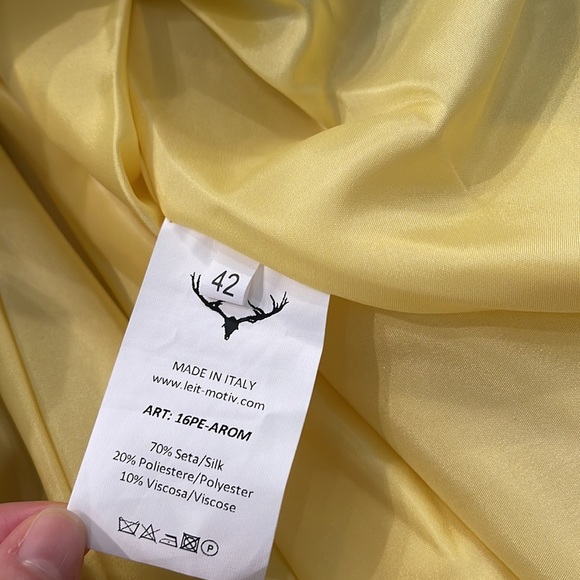 42
MADE IN ITALY
www.leit-motiv.com
ART: 16PE-AROM
70% Seta/Silk
20% Poliestere/Polyester
10% Viscosa/Viscose
P